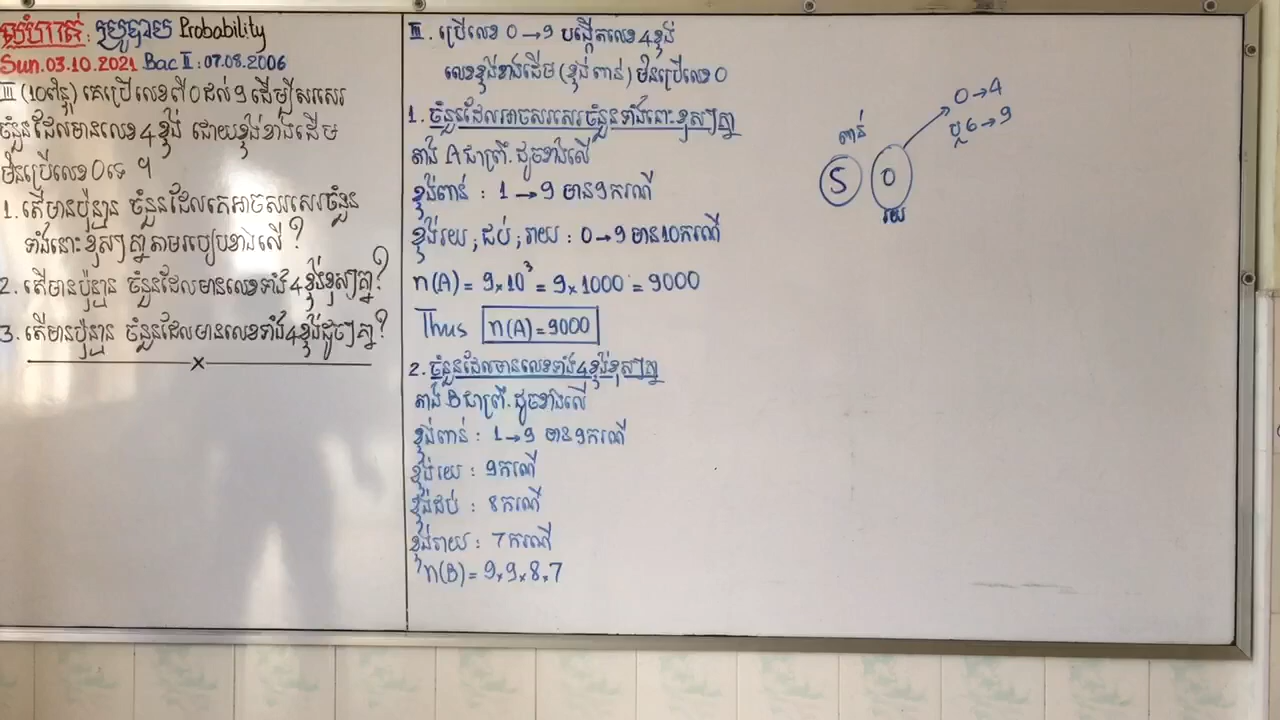 លំហាត់: ប្រូបាប Probability
Sun.03.10.2021 Bac II : 07.08.2006
III (10ពិន្ទុ) គេប្រើលេខពី 0 ដល់ 9 ដើម្បីសរសេរ
ចំនួនដែលមានលេខ 4 ខ្ទង់ ដោយខ្ទង់ខាងដើម
មិនប្រើលេខ 0 ទេ ។
1. តើមានប៉ុន្មាន ចំនួនដែលគេអាចសរសេរចំនួន
ទាំងនោះខុសៗគ្នាតាមរបៀបខាងលើ ?
2. តើមានប៉ុន្មាន ចំនួនដែលមានលេខទាំង 4 ខ្ទង់ខុសៗគ្នា?
3. តើមានប៉ុន្មាន ចំនួនដែលមានលេខទាំង 4 ខ្ទង់ដូចៗគ្នា?
x
III. ប្រើលេខ 0 → 9 បង្កើតលេខ 4 ខ្ទង់
លេខខ្ទង់ខាងដើម (ខ្ទង់ពាន់) មិនប្រើលេខ 0
1. ចំនួនដែលអាចសរសេរចំនួនទាំងនោះខុសៗគ្នា
តាង A ជាព្រឹ. ដូចខាងលើ
ខ្ទង់ពាន់ : 1 → 9 មាន 9 ករណី
ខ្ទង់រយ ; ដប់ ; រាយ : 0 → 9 មាន 10 ករណី
n(A) = 9×10³ = 9×1000 = 9000
Thus n(A) = 9000
2. ចំនួនដែលមានលេខទាំង 4 ខ្ទង់ខុសៗគ្នា
តាង B ជាព្រឹ. ដូចខាងលើ
ខ្ទង់ពាន់ : 1 → 9 មាន 9 ករណី
ខ្ទង់រយ : 9 ករណី
ខ្ទង់ដប់ : 8 ករណី
ខ្ទង់រាយ : 7 ករណី
n(B) = 9×9×8×7
0 → 4
ឬ 6 → 9
ពាន់
5 0
រយ